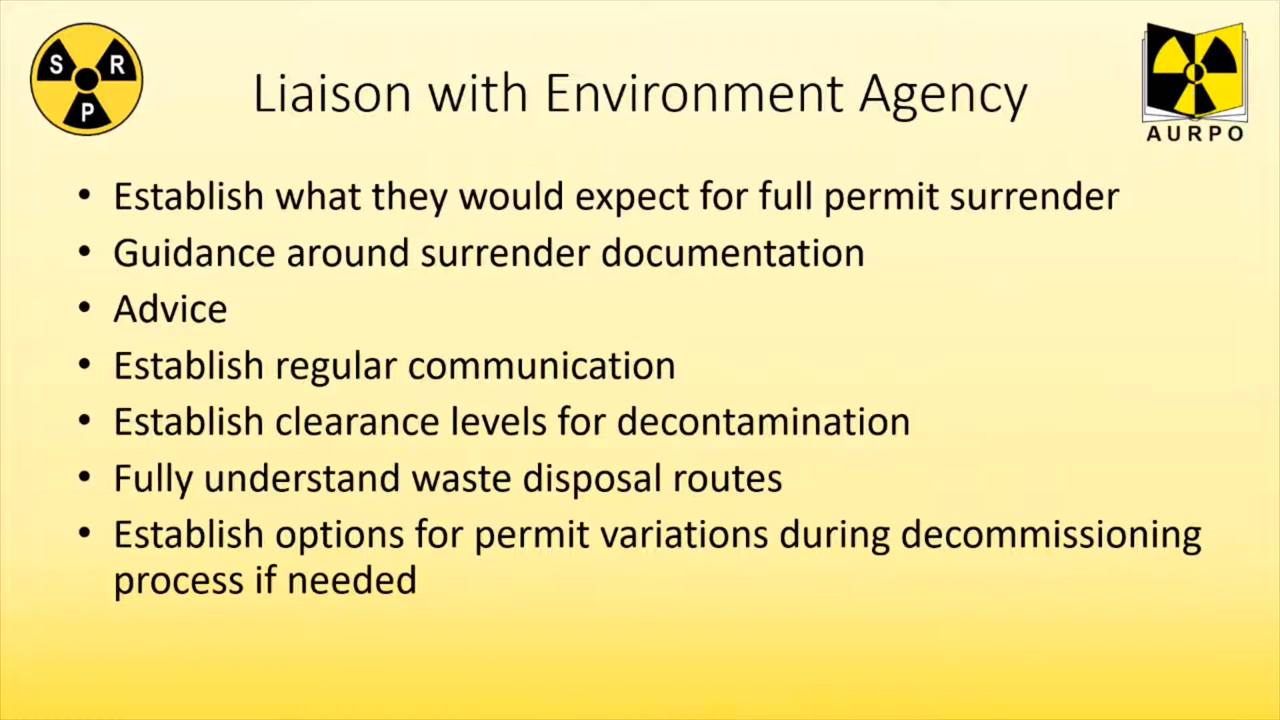 S R
P
AURPO
Liaison with Environment Agency
• Establish what they would expect for full permit surrender
• Guidance around surrender documentation
• Advice
• Establish regular communication
• Establish clearance levels for decontamination
• Fully understand waste disposal routes
• Establish options for permit variations during decommissioning
process if needed